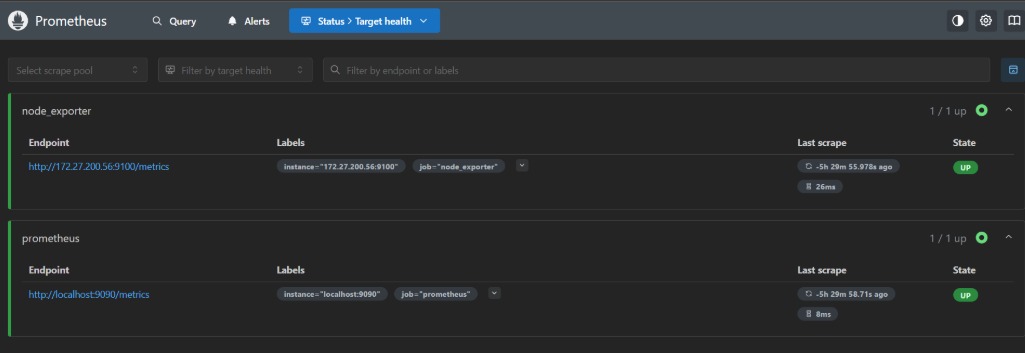 Prometheus Query Alerts Status > Target health
Select scrape pool Filter by target health Filter by endpoint or labels
node_exporter 1 / 1 up
Endpoint Labels Last scrape State
http://172.27.200.56:9100/metrics instance="172.27.200.56:9100" job="node_exporter" -5h 29m 55.978s ago UP
26ms
prometheus 1 / 1 up
Endpoint Labels Last scrape State
http://localhost:9090/metrics instance="localhost:9090" job="prometheus" -5h 29m 58.71s ago UP
8ms